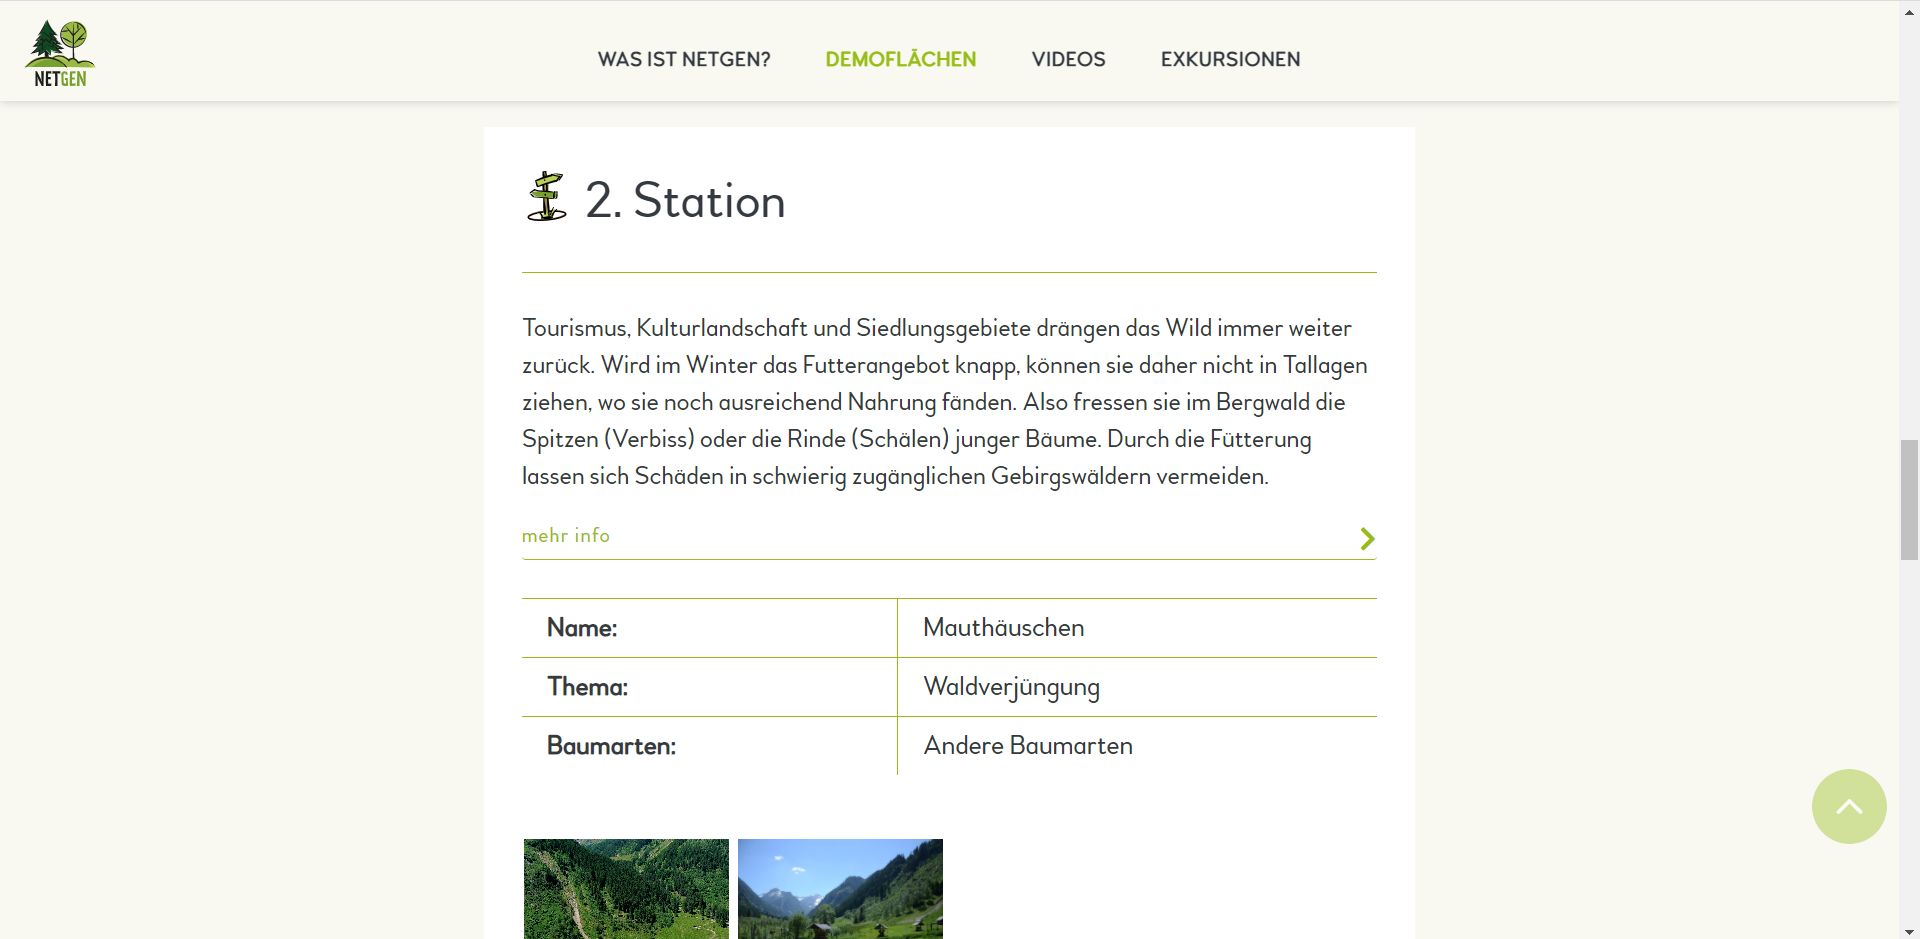 NETGEN
WAS IST NETGEN?
DEMOFLÄCHEN
VIDEOS
EXKURSIONEN
2. Station
Tourismus, Kulturlandschaft und Siedlungsgebiete drängen das Wild immer weiter
zurück. Wird im Winter das Futterangebot knapp, können sie daher nicht in Tallagen
ziehen, wo sie noch ausreichend Nahrung fänden. Also fressen sie im Bergwald die
Spitzen (Verbiss) oder die Rinde (Schälen) junger Bäume. Durch die Fütterung
lassen sich Schäden in schwierig zugänglichen Gebirgswäldern vermeiden.
mehr info
Name: Mauthäuschen
Thema: Waldverjüngung
Baumarten: Andere Baumarten